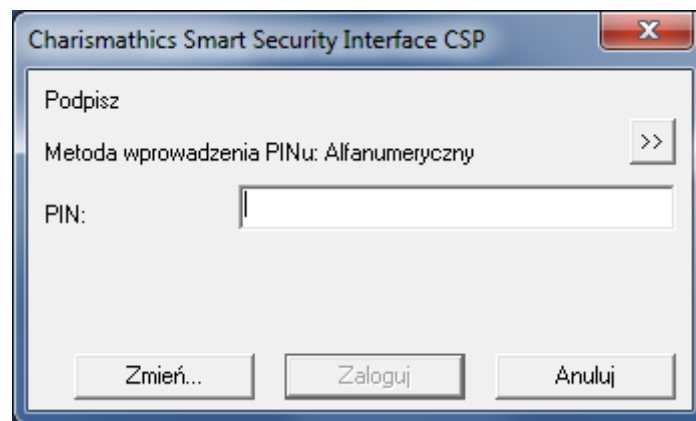 Charismathics Smart Security Interface CSP
Podpisz
Metoda wprowadzenia PINu: Alfanumeryczny
>>
PIN:
Zmień...
Zaloguj
Anuluj